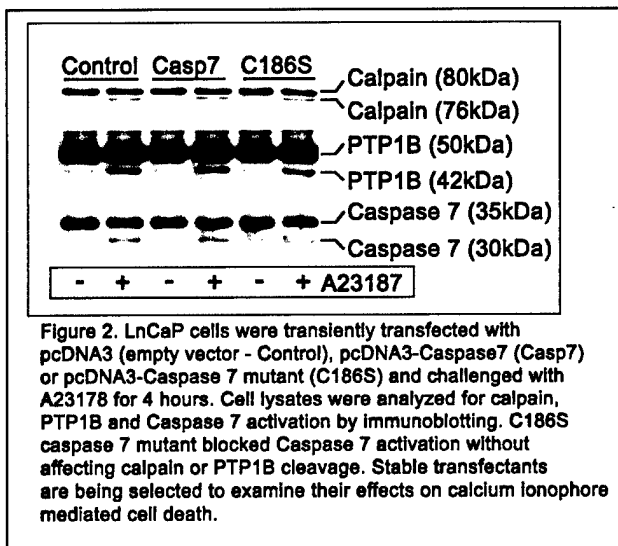 Control Casp7 C186S
Calpain (80kDa)
Calpain (76kDa)
PTP1B (50kDa)
PTP1B (42kDa)
Caspase 7 (35kDa)
Caspase 7 (30kDa)
- + - + - + A23187
Figure 2. LnCaP cells were transiently transfected with
pcDNA3 (empty vector - Control), pcDNA3-Caspase7 (Casp7)
or pcDNA3-Caspase 7 mutant (C186S) and challenged with
A23178 for 4 hours. Cell lysates were analyzed for calpain,
PTP1B and Caspase 7 activation by immunoblotting. C186S
caspase 7 mutant blocked Caspase 7 activation without
affecting calpain or PTP1B cleavage. Stable transfectants
are being selected to examine their effects on calcium ionophore
mediated cell death.